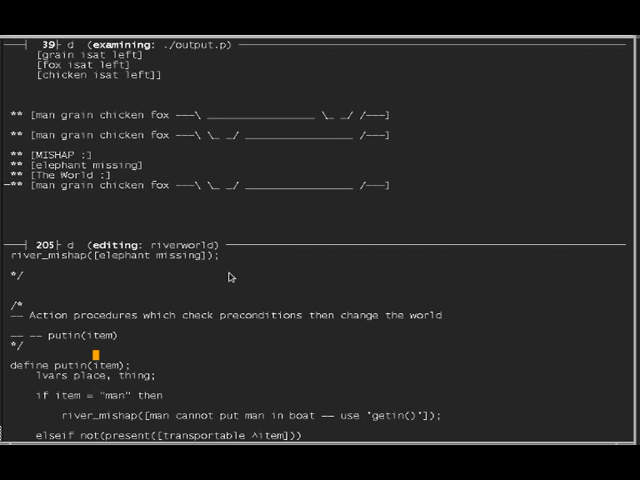 ───┤ 39├ d (examining: ./output.p) ───
[grain isat left]
[fox isat left]
[chicken isat left]]
** [man grain chicken fox ---\ _________________ \_ _/ /---]
** [man grain chicken fox ---\ \_ _/ _________________ /---]
** [MISHAP :]
** [elephant missing]
** [The World :]
** [man grain chicken fox ---\ \_ _/ _________________ /---]
───┤ 205├ d (editing: riverworld) ───
river_mishap([elephant missing]);
*/
/*
-- Action procedures which check preconditions then change the world
-- -- putin(item)
*/
define putin(item);
lvars place, thing;
if item = "man" then
river_mishap([man cannot put man in boat -- use "getin()"]);
elseif not(present([transportable ^item]))